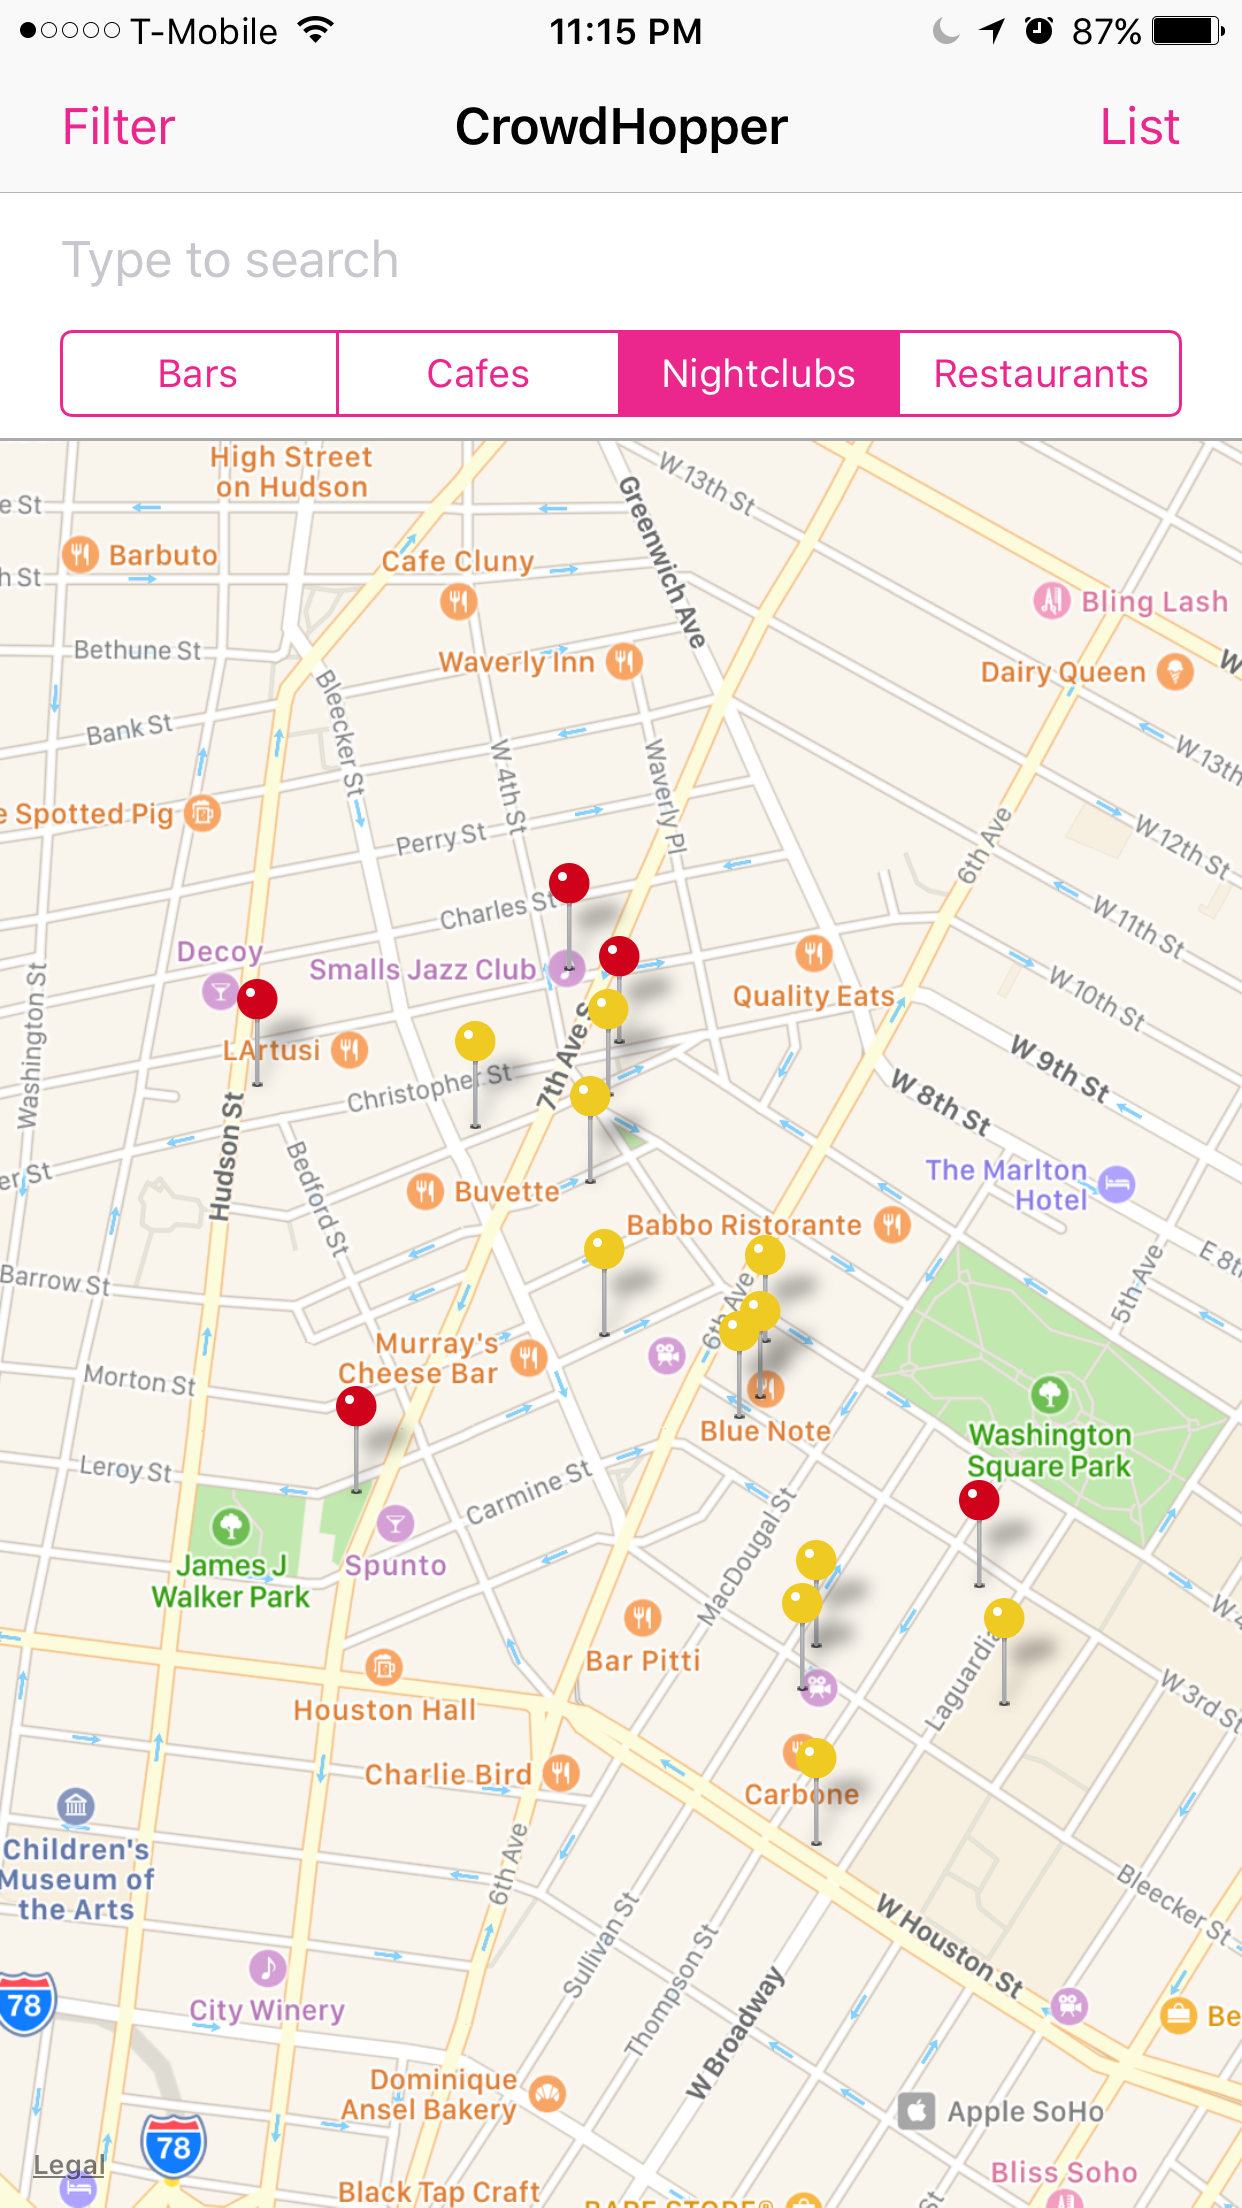 T-Mobile
11:15 PM
87%
Filter
CrowdHopper
List
Type to search
Bars
Cafes
Nightclubs
Restaurants
High Street
on Hudson
W 13th St
e St
Greenwich Ave
Barbuto
Cafe Cluny
h St
Bling Lash
Bethune St
Waverly Inn
Dairy Queen
W
Bleecker St
Bank St
W 4th St
Waverly Pl
W 13th
e Spotted Pig
Perry St
6th Ave
W 12th St
Charles St
W 11th St
Decoy
Smalls Jazz Club
Quality Eats
W 10th St
Washington St
LArtusi
7th Ave S
W 9th St
Christopher St
W 8th St
Hudson St
er St
Bedford St
Buvette
The Marlton
Hotel
Babbo Ristorante
E 8th
Barrow St
6th Ave
5th Ave
Murray's
Cheese Bar
Morton St
Blue Note
Washington
Square Park
Leroy St
Carmine St
MacDougal St
James J
Walker Park
Spunto
W 4
Bar Pitti
Laguardia
W 3rd St
Houston Hall
Charlie Bird
Carbone
Children's
Museum of
the Arts
6th Ave
Bleecker St
Sullivan St
Thompson St
W Houston St
78
City Winery
W Broadway
Be
Dominique
Ansel Bakery
Apple SoHo
78
Legal
Bliss Soho
Black Tap Craft
BAPE STORE®
St